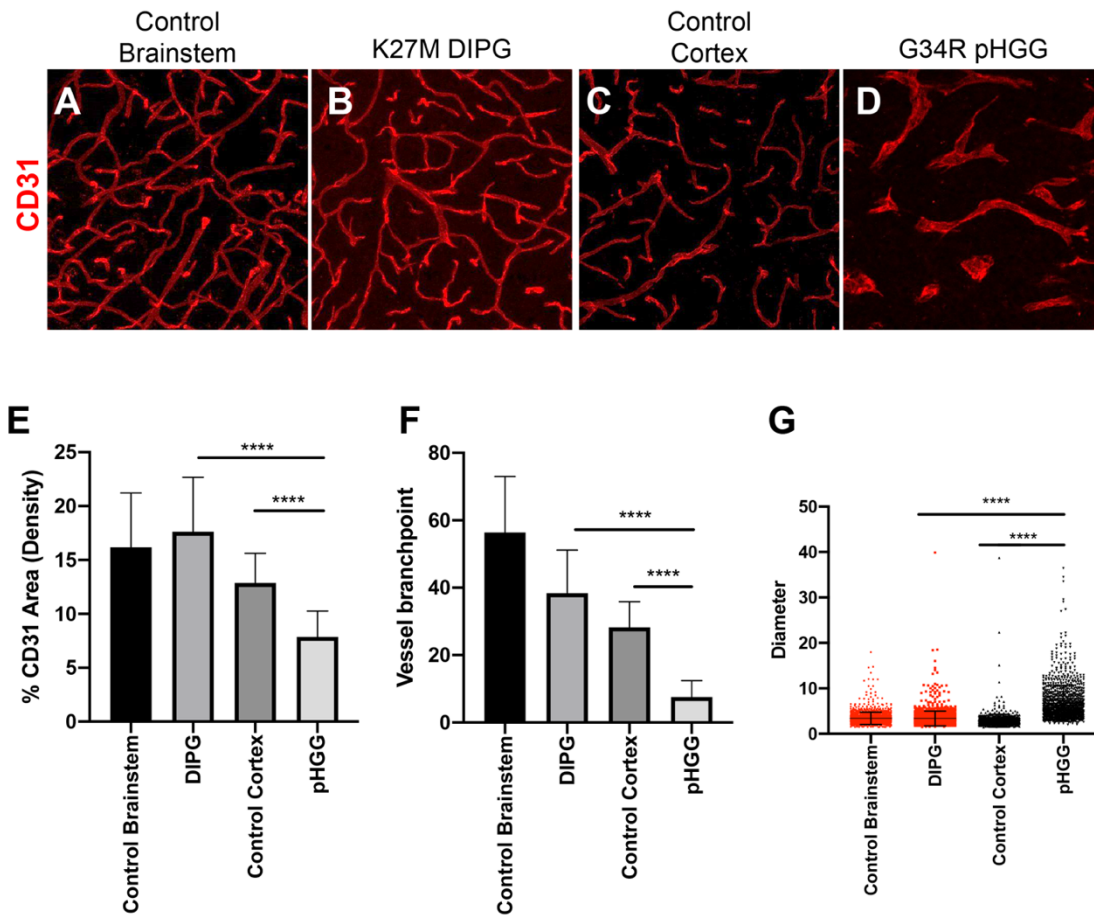 Control
Brainstem
K27M DIPG
Control
Cortex
G34R pHGG
CD31
A
B
C
D
E
% CD31 Area (Density)
25
20
15
10
5
0
****
****
Control Brainstem
DIPG
Control Cortex
pHGG
F
Vessel branchpoint
80
60
40
20
0
****
****
Control Brainstem
DIPG
Control Cortex
pHGG
G
Diameter
50
40
30
20
10
0
****
****
Control Brainstem
DIPG
Control Cortex
pHGG